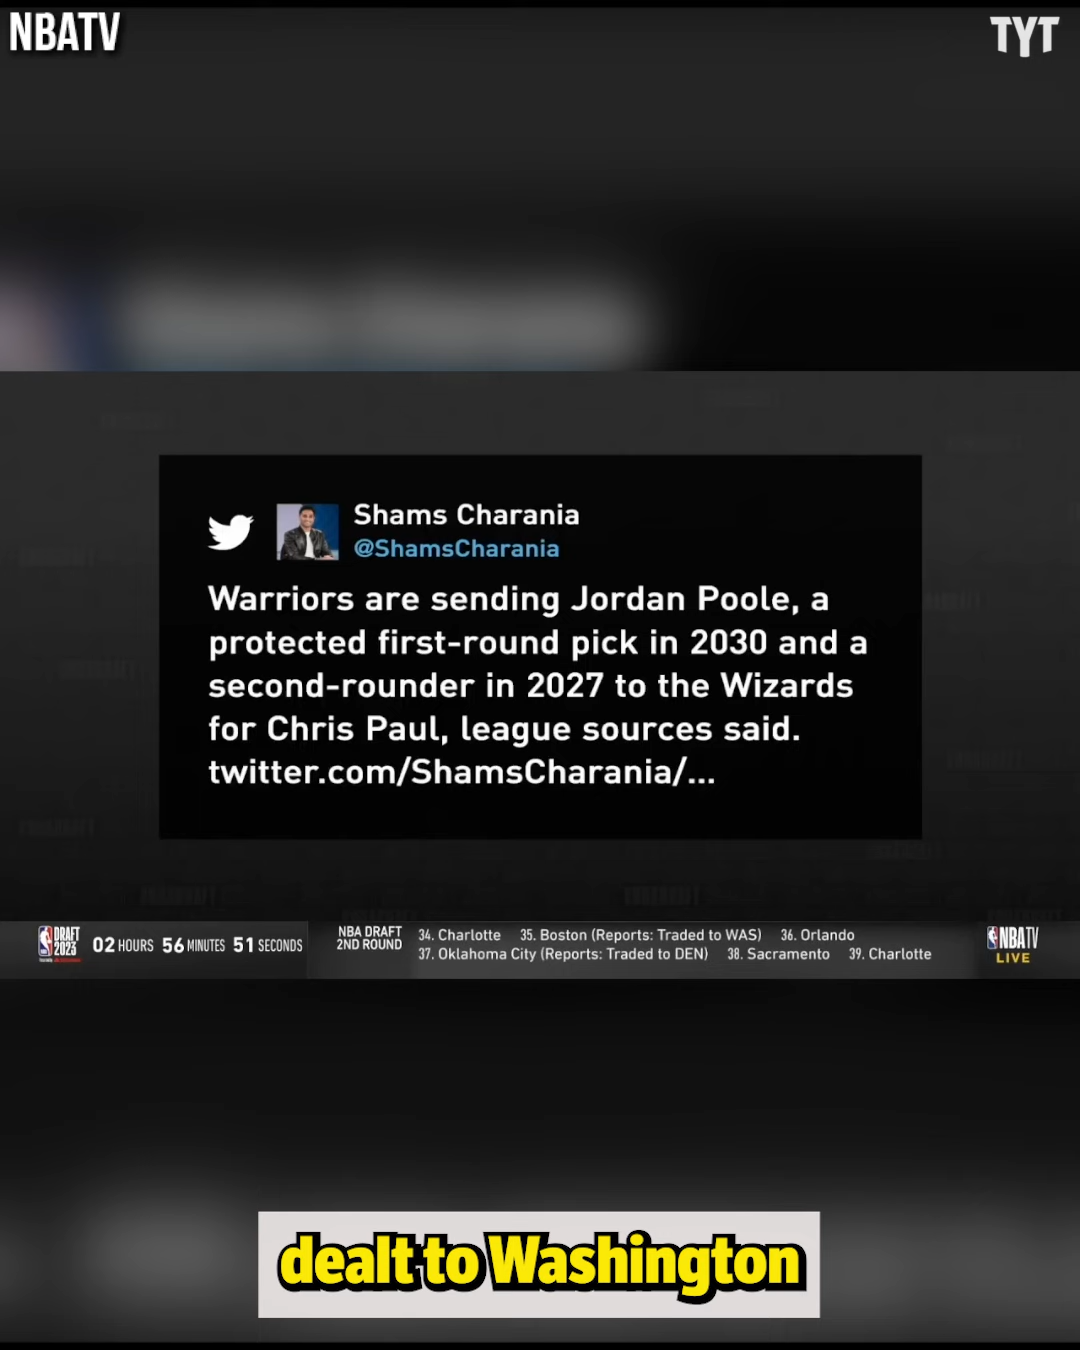 NBATV
TYT
Shams Charania
@ShamsCharania
Warriors are sending Jordan Poole, a
protected first-round pick in 2030 and a
second-rounder in 2027 to the Wizards
for Chris Paul, league sources said.
twitter.com/ShamsCharania/...
DRAFT
2023
02 HOURS 56 MINUTES 51 SECONDS
NBA DRAFT
2ND ROUND
34. Charlotte 35. Boston (Reports: Traded to WAS) 36. Orlando
37. Oklahoma City (Reports: Traded to DEN) 38. Sacramento 39. Charlotte
NBATV
LIVE
dealt to Washington